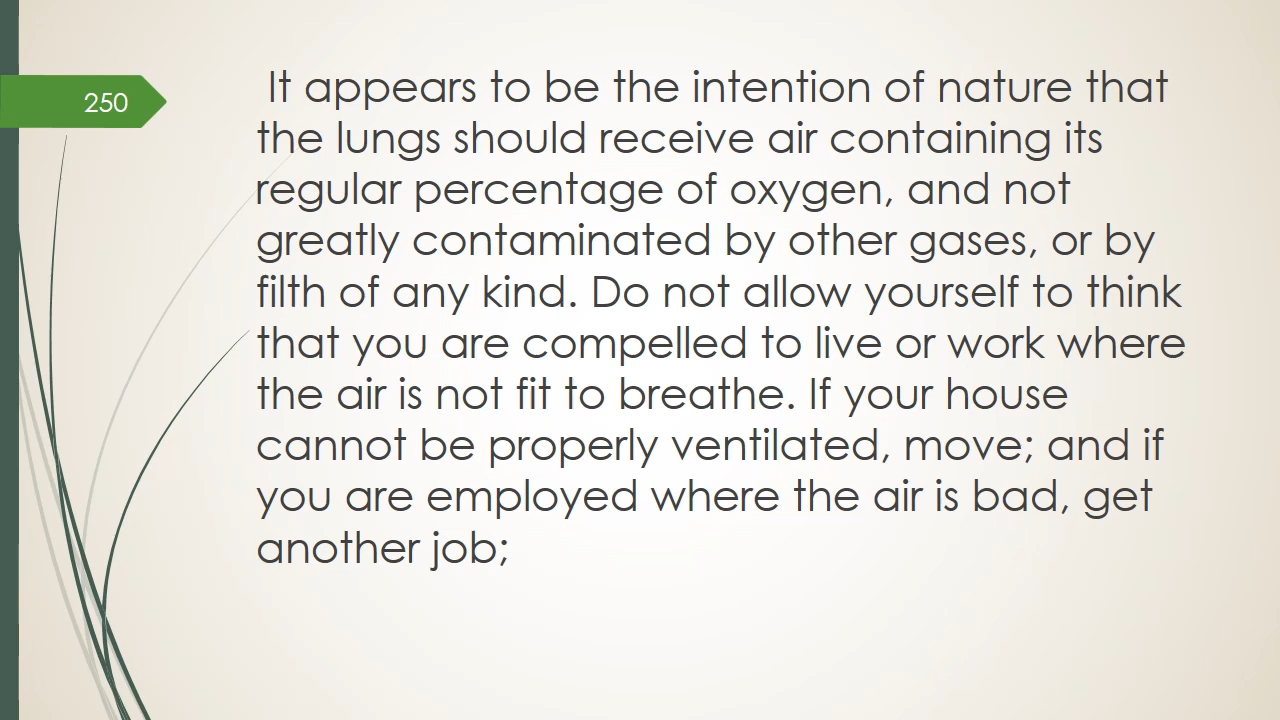 250
It appears to be the intention of nature that
the lungs should receive air containing its
regular percentage of oxygen, and not
greatly contaminated by other gases, or by
filth of any kind. Do not allow yourself to think
that you are compelled to live or work where
the air is not fit to breathe. If your house
cannot be properly ventilated, move; and if
you are employed where the air is bad, get
another job;